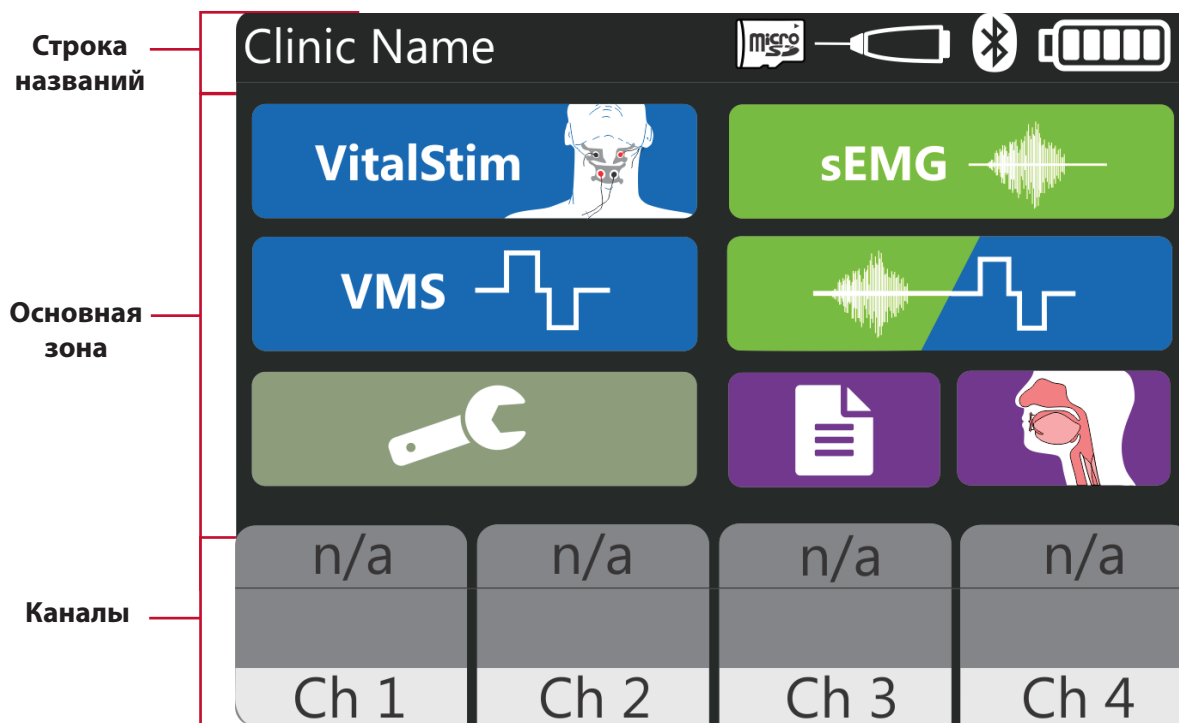 Строка
названий
Clinic Name
micro
SD
VitalStim
sEMG
Основная
зона
VMS
Каналы
n/a n/a n/a n/a
Ch 1 Ch 2 Ch 3 Ch 4